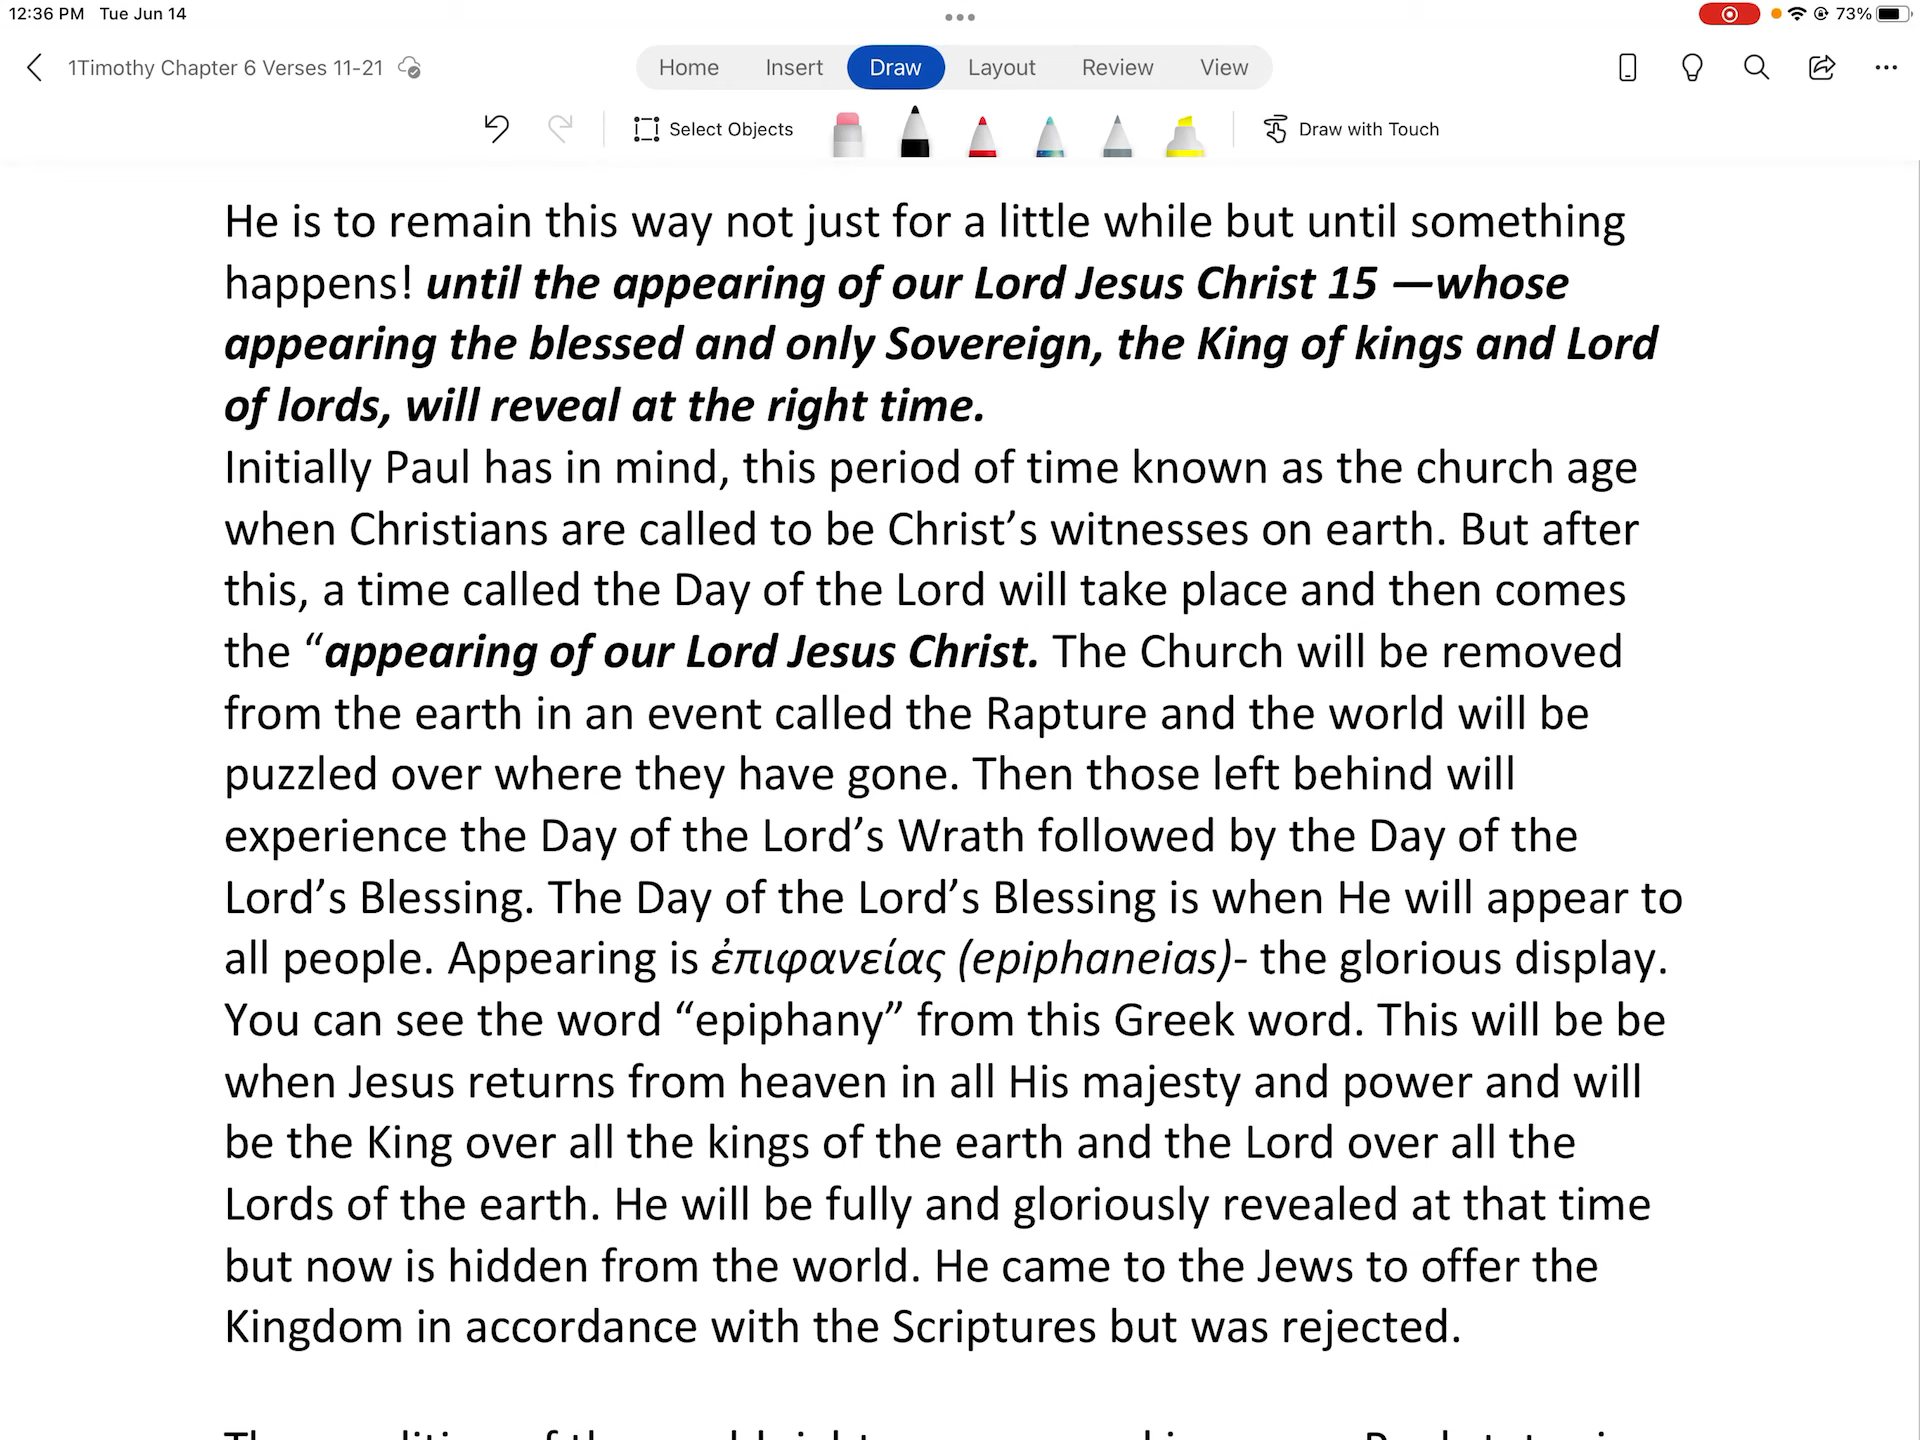 12:36 PM Tue Jun 14
73%
1Timothy Chapter 6 Verses 11-21
Home Insert Draw Layout Review View
Select Objects
Draw with Touch
He is to remain this way not just for a little while but until something
happens! until the appearing of our Lord Jesus Christ 15 —whose
appearing the blessed and only Sovereign, the King of kings and Lord
of lords, will reveal at the right time.
Initially Paul has in mind, this period of time known as the church age
when Christians are called to be Christ’s witnesses on earth. But after
this, a time called the Day of the Lord will take place and then comes
the “appearing of our Lord Jesus Christ. The Church will be removed
from the earth in an event called the Rapture and the world will be
puzzled over where they have gone. Then those left behind will
experience the Day of the Lord’s Wrath followed by the Day of the
Lord’s Blessing. The Day of the Lord’s Blessing is when He will appear to
all people. Appearing is ἐπιφανείας (epiphaneias)- the glorious display.
You can see the word “epiphany” from this Greek word. This will be be
when Jesus returns from heaven in all His majesty and power and will
be the King over all the kings of the earth and the Lord over all the
Lords of the earth. He will be fully and gloriously revealed at that time
but now is hidden from the world. He came to the Jews to offer the
Kingdom in accordance with the Scriptures but was rejected.